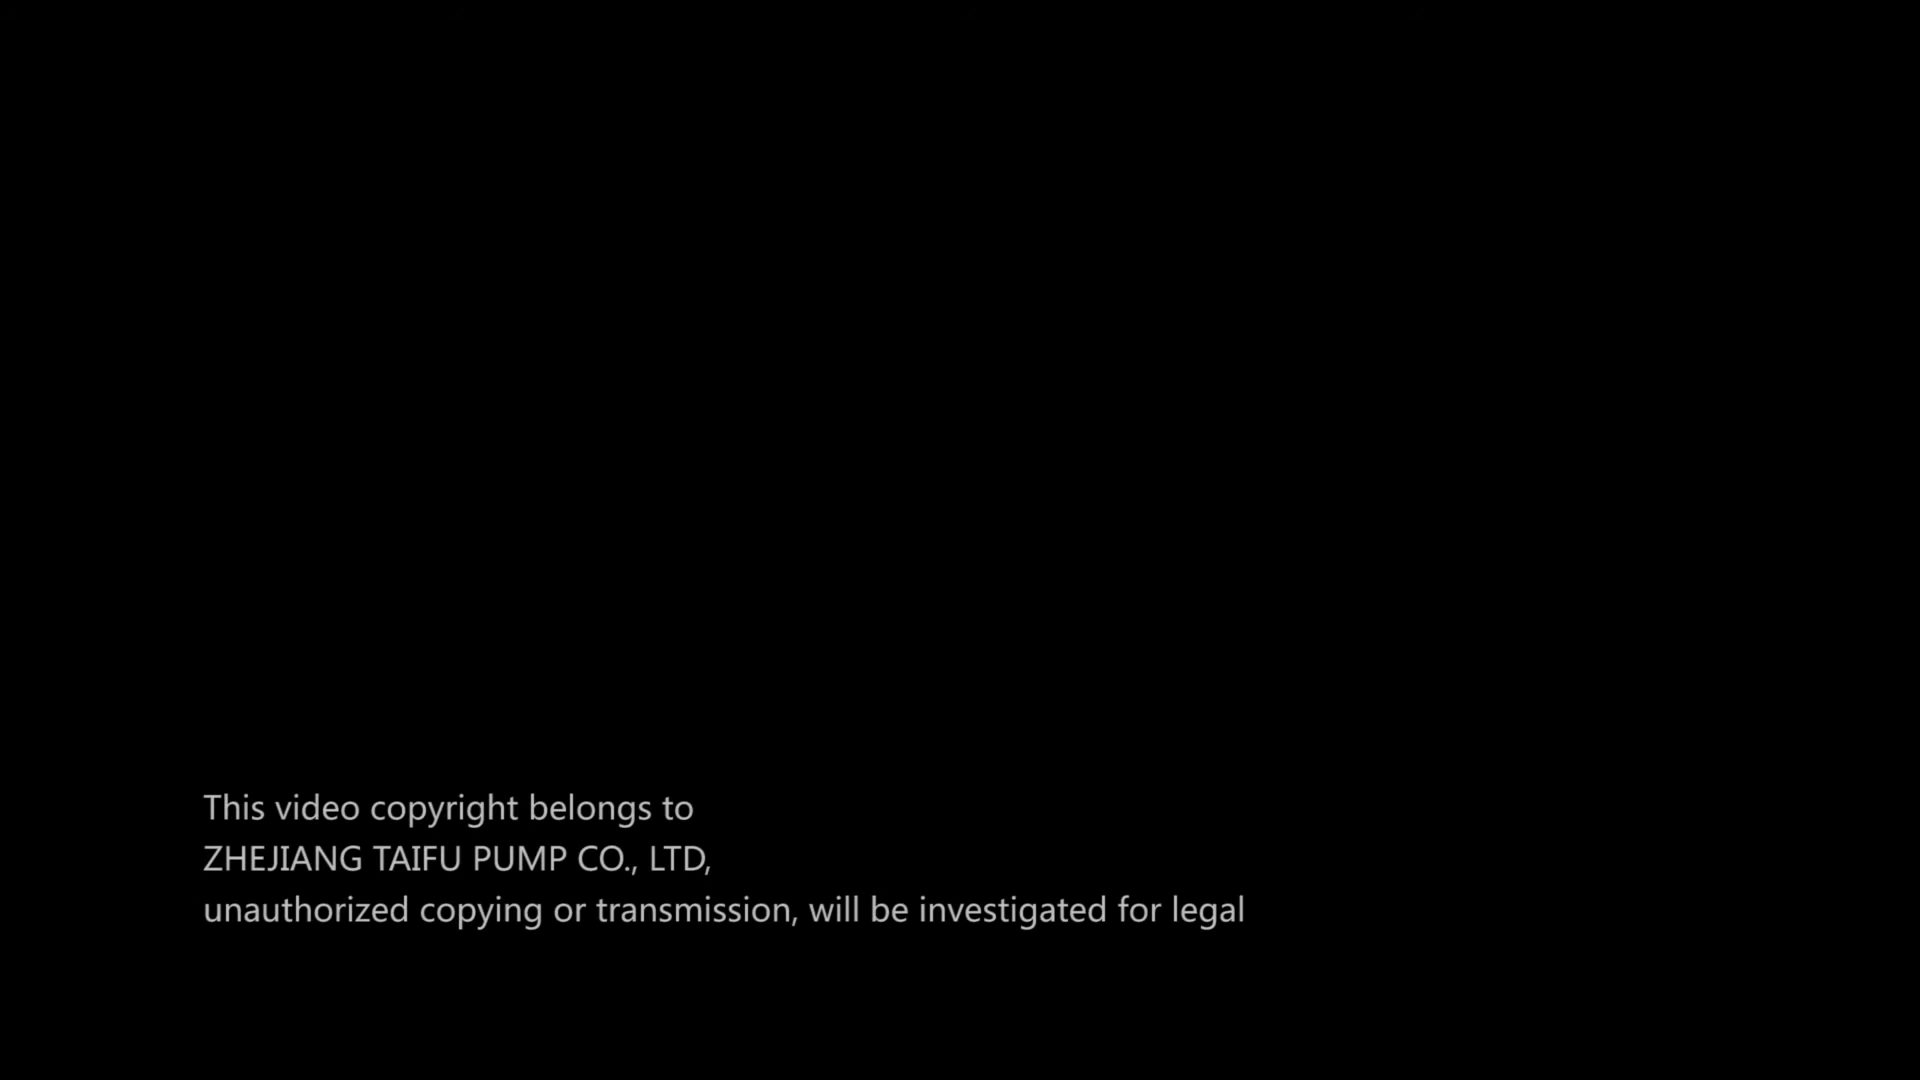 This video copyright belongs to
ZHEJIANG TAIFU PUMP CO., LTD,
unauthorized copying or transmission, will be investigated for legal